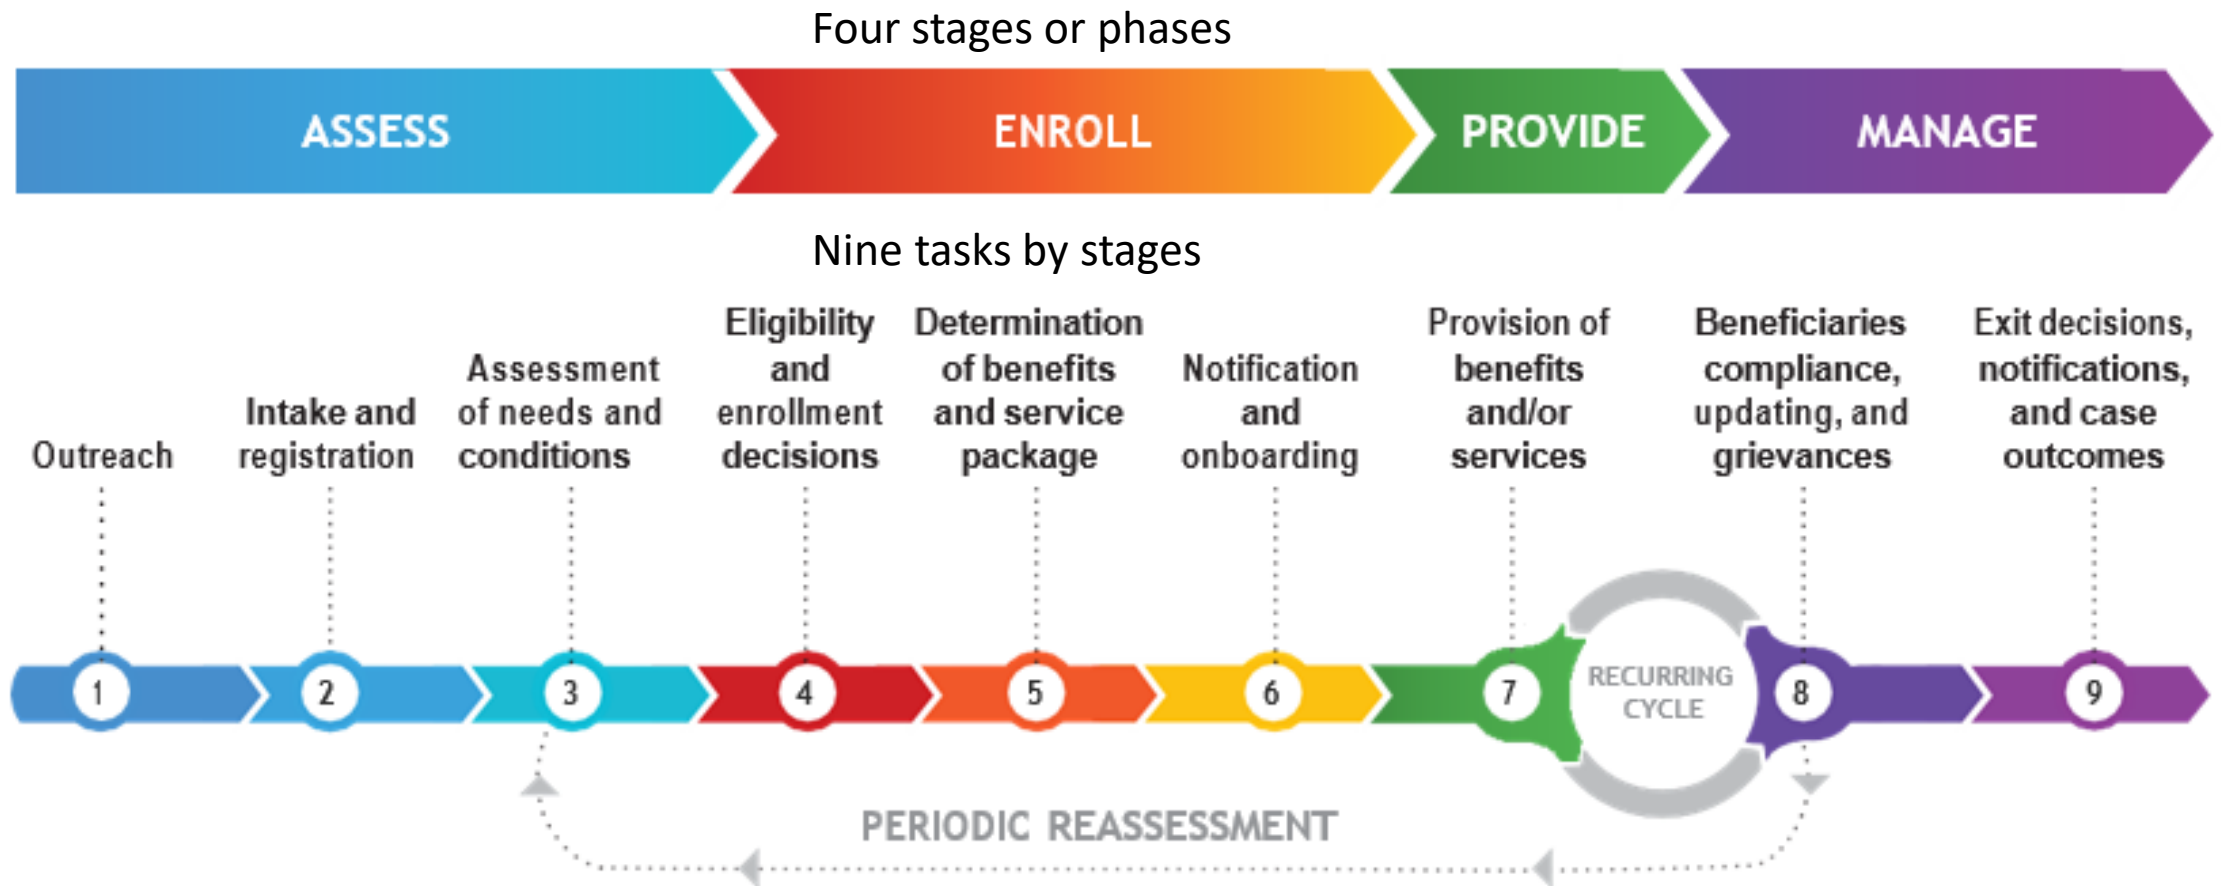 Four stages or phases
ASSESS
ENROLL
PROVIDE
MANAGE
Nine tasks by stages
Outreach
Intake and
registration
Assessment
of needs and
conditions
Eligibility
and
enrollment
decisions
Determination
of benefits
and service
package
Notification
and
onboarding
Provision of
benefits
and/or
services
Beneficiaries
compliance,
updating, and
grievances
Exit decisions,
notifications,
and case
outcomes
1
2
3
4
5
6
7
RECURRING
CYCLE
8
9
PERIODIC REASSESSMENT